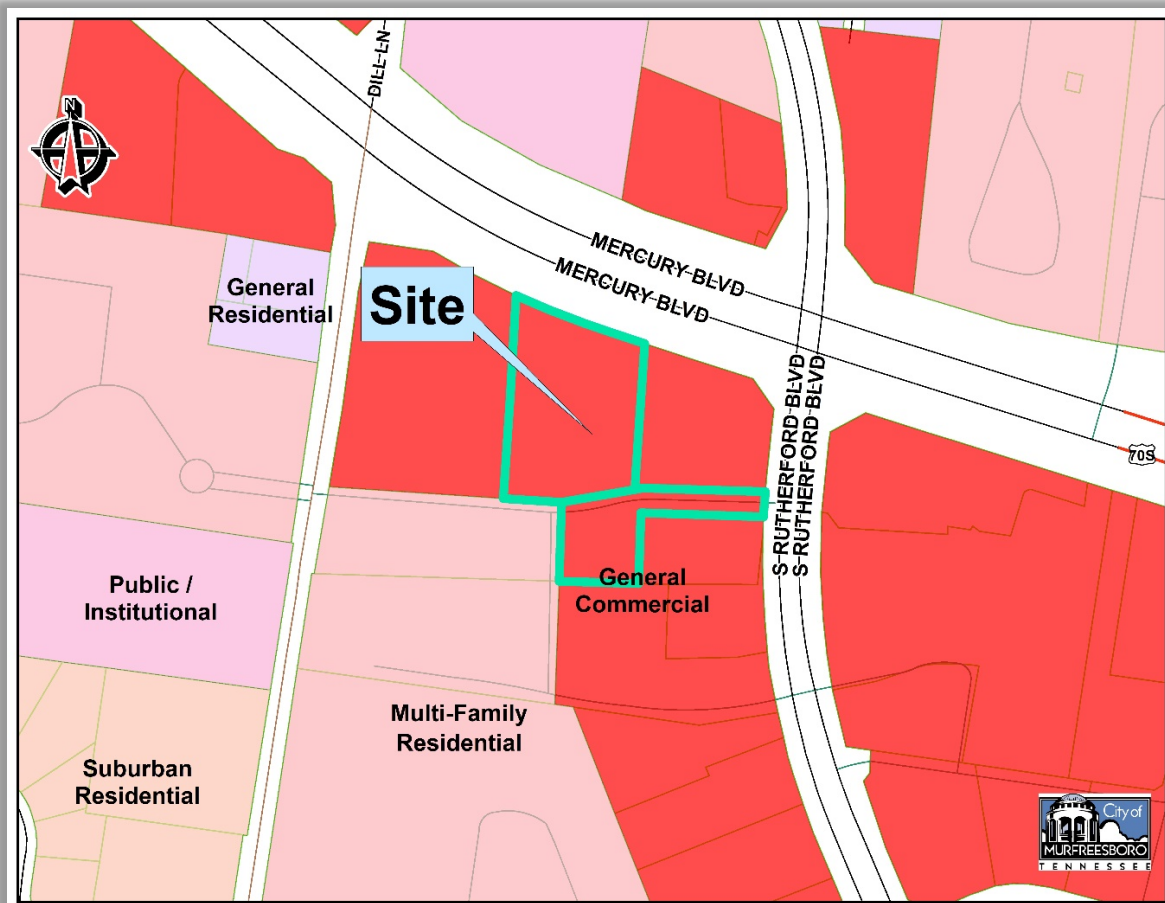 N
DILL LN
MERCURY BLVD
MERCURY BLVD
General
Residential
Site
S RUTHERFORD BLVD
S RUTHERFORD BLVD
70S
Public /
Institutional
General
Commercial
Multi-Family
Residential
Suburban
Residential
City of
MURFREESBORO
TENNESSEE